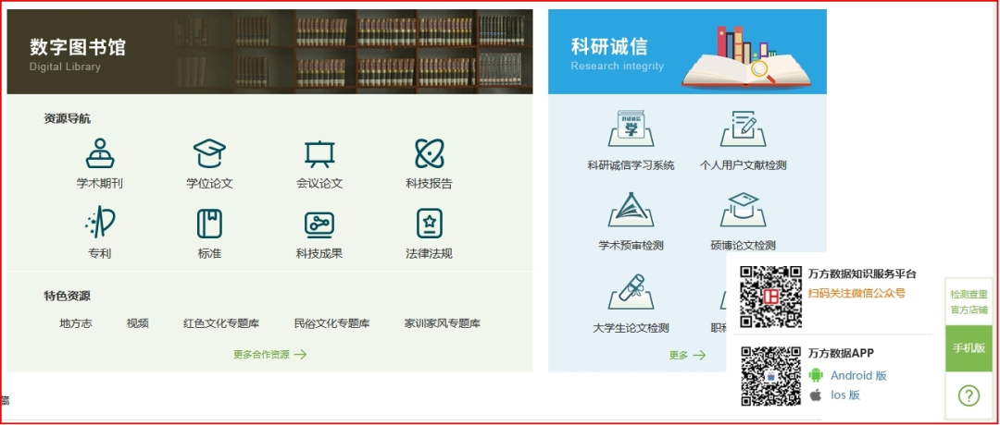 数字图书馆
Digital Library
资源导航
学术期刊
学位论文
会议论文
科技报告
专利
标准
科技成果
法律法规
特色资源
地方志
视频
红色文化专题库
民俗文化专题库
家训家风专题库
更多合作资源
科研诚信
Research integrity
科研诚信学习系统
个人用户文献检测
学术预审检测
硕博论文检测
大学生论文检测
更多
万方数据知识服务平台
扫码关注微信公众号
万方数据APP
Android 版
Ios 版
检测查重
官方店铺
手机版